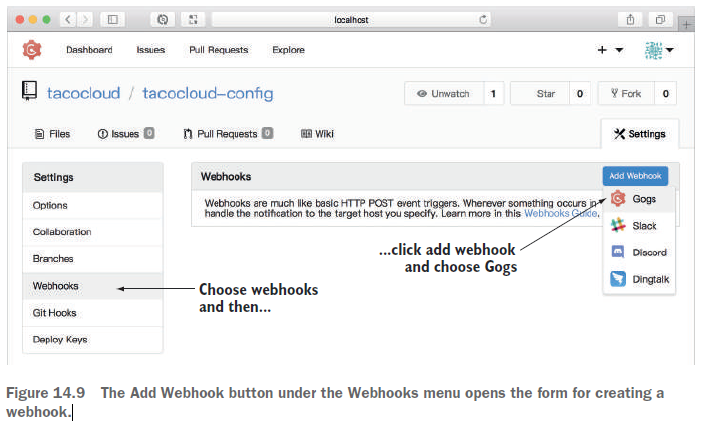 localhost
Dashboard Issues Pull Requests Explore
tacocloud / tacocloud-config
Unwatch 1 Star 0 Fork 0
Files Issues 0 Pull Requests 0 Wiki Settings
Settings
Options
Collaboration
Branches
Webhooks
Git Hooks
Deploy Keys
Webhooks
Add Webhook
Webhooks are much like basic HTTP POST event triggers. Whenever something occurs in
handle the notification to the target host you specify. Learn more in this Webhooks Guide.
Gogs
Slack
Discord
Dingtalk
Choose webhooks
and then...
...click add webhook
and choose Gogs
Figure 14.9 The Add Webhook button under the Webhooks menu opens the form for creating a
webhook.